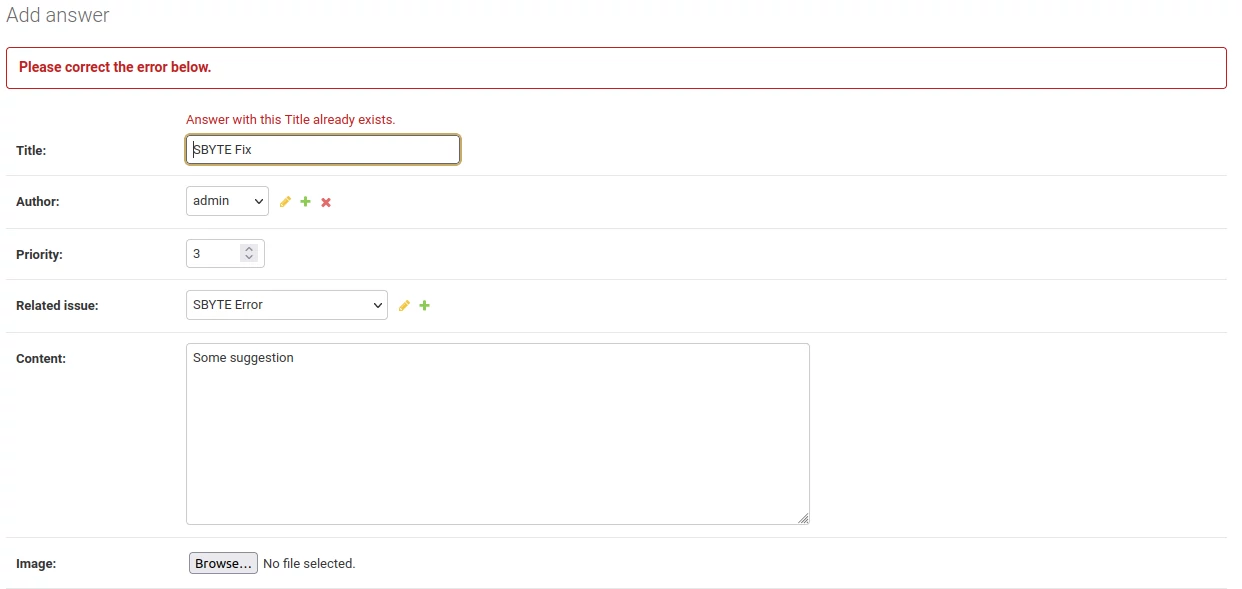 Add answer
Please correct the error below.
Answer with this Title already exists.
Title: SBYTE Fix
Author: admin
Priority: 3
Related issue: SBYTE Error
Content: Some suggestion
Image: Browse... No file selected.